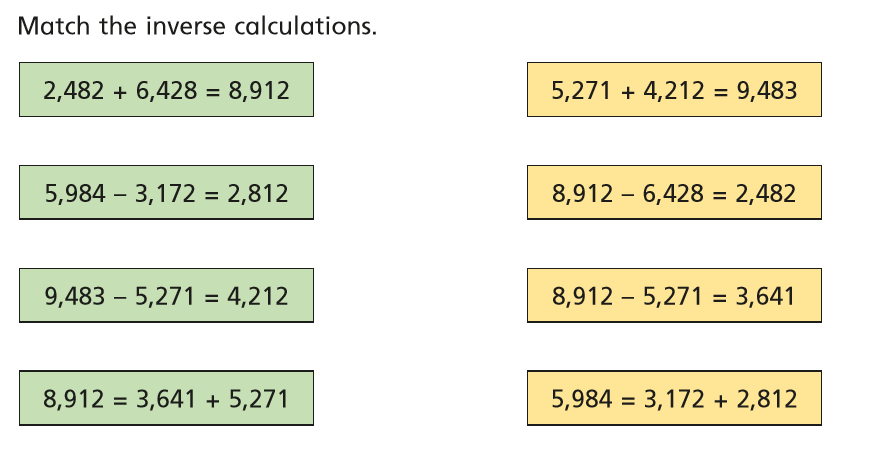 Match the inverse calculations.
2,482 + 6,428 = 8,912
5,271 + 4,212 = 9,483
5,984 – 3,172 = 2,812
8,912 – 6,428 = 2,482
9,483 – 5,271 = 4,212
8,912 – 5,271 = 3,641
8,912 = 3,641 + 5,271
5,984 = 3,172 + 2,812